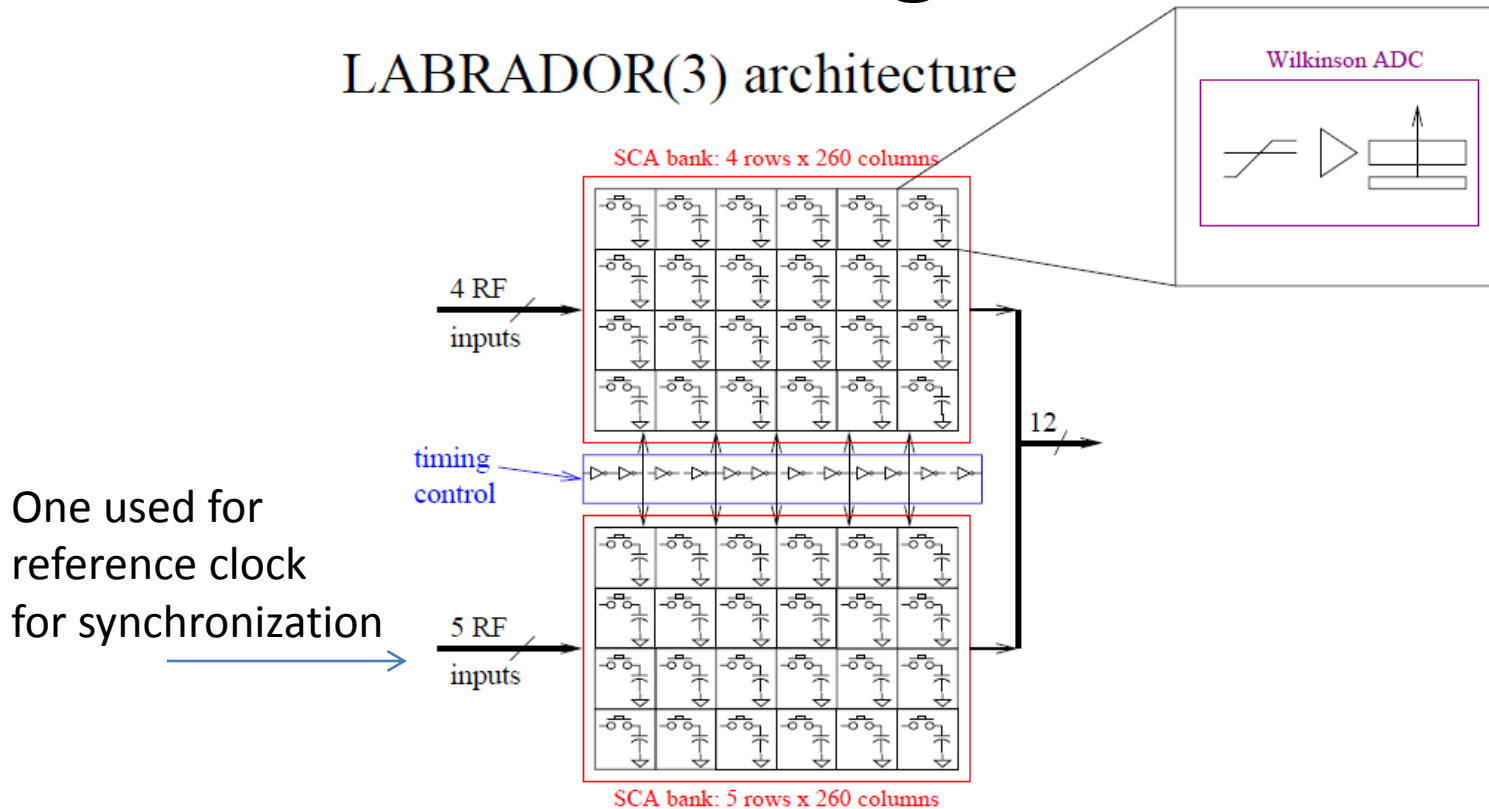 LABRADOR(3) architecture
Wilkinson ADC
SCA bank: 4 rows x 260 columns
4 RF
inputs
12
timing
control
One used for
reference clock
for synchronization
5 RF
inputs
SCA bank: 5 rows x 260 columns